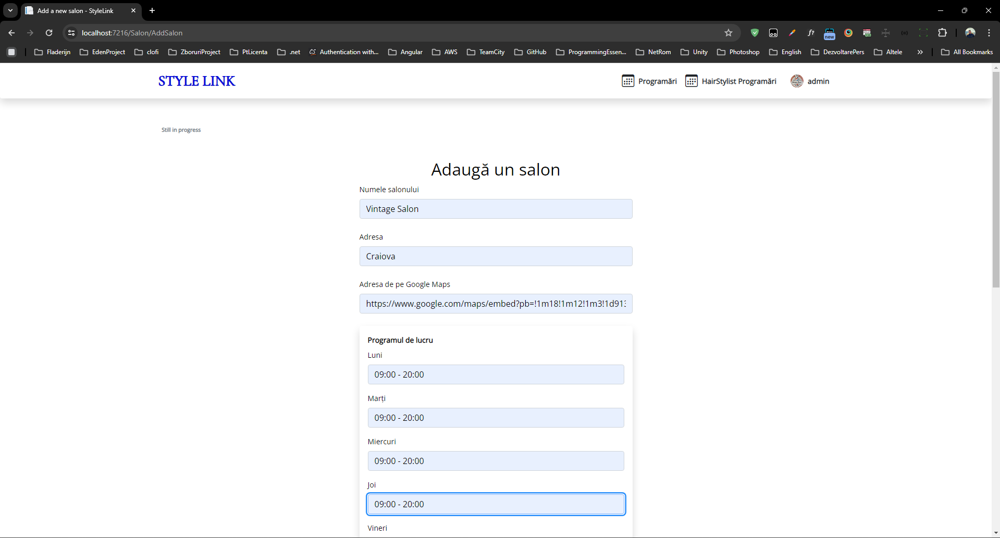 Add a new salon - StyleLink
localhost:7216/Salon/AddSalon
f?
new
Fladerijn EdenProject clofi ZboruriProject PtLicenta .net CS Authentication with... Angular AWS TeamCity GitHub ProgrammingEssen... NetRom Unity Photoshop English DezvoltarePers Altele » All Bookmarks
STYLE LINK Programări HairStylist Programări admin
Still in progress
Adaugă un salon
Numele salonului
Vintage Salon
Adresa
Craiova
Adresa de pe Google Maps
https://www.google.com/maps/embed?pb=!1m18!1m12!1m3!1d913
Programul de lucru
Luni
09:00 - 20:00
Marți
09:00 - 20:00
Miercuri
09:00 - 20:00
Joi
09:00 - 20:00
Vineri